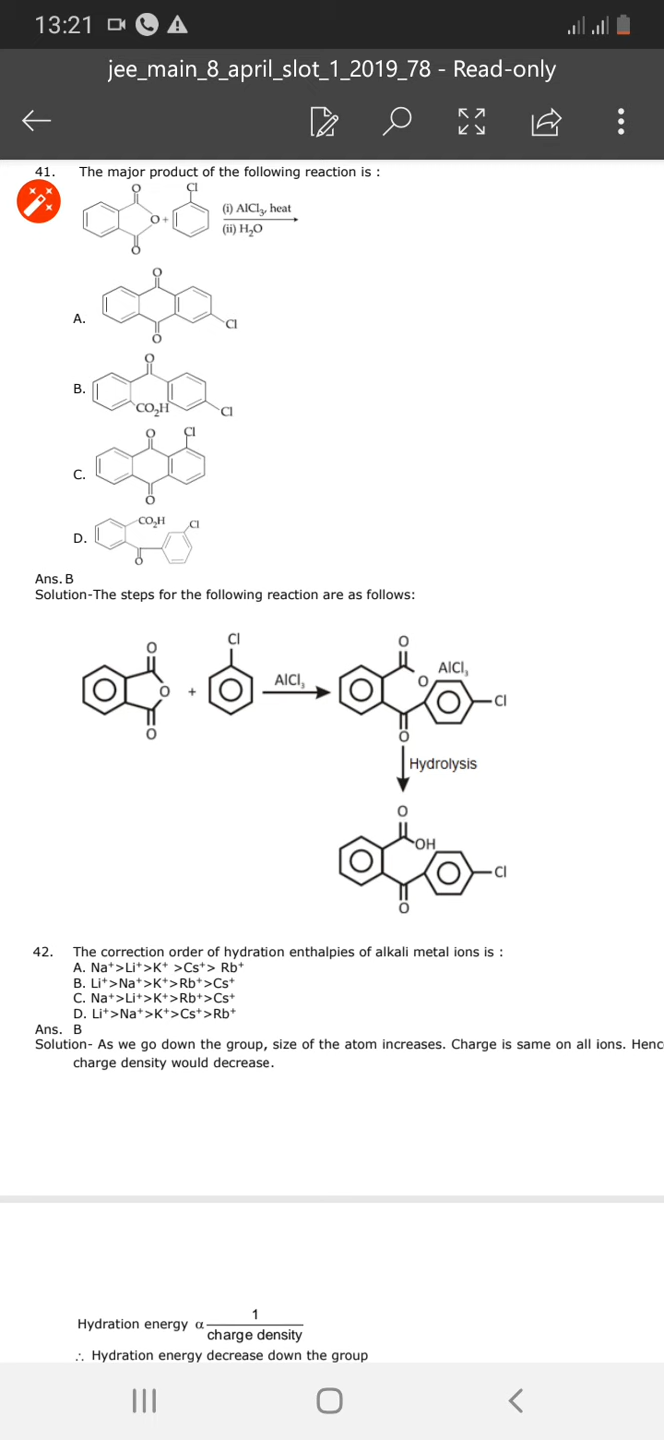 13:21
jee_main_8_april_slot_1_2019_78 - Read-only
41. The major product of the following reaction is :
O Cl
O + (i) AlCl₃, heat
(ii) H₂O
O
O
A. Cl
O
O
B. CO₂H Cl
O Cl
C.
O
CO₂H Cl
D.
O
Ans. B
Solution-The steps for the following reaction are as follows:
O Cl O
AlCl₃ O AlCl₃
O + Cl
O O
Hydrolysis
O
OH
Cl
O
42. The correction order of hydration enthalpies of alkali metal ions is :
A. Na⁺>Li⁺>K⁺ >Cs⁺> Rb⁺
B. Li⁺>Na⁺>K⁺>Rb⁺>Cs⁺
C. Na⁺>Li⁺>K⁺>Rb⁺>Cs⁺
D. Li⁺>Na⁺>K⁺>Cs⁺>Rb⁺
Ans. B
Solution- As we go down the group, size of the atom increases. Charge is same on all ions. Henc
charge density would decrease.
Hydration energy α 1
charge density
∴ Hydration energy decrease down the group